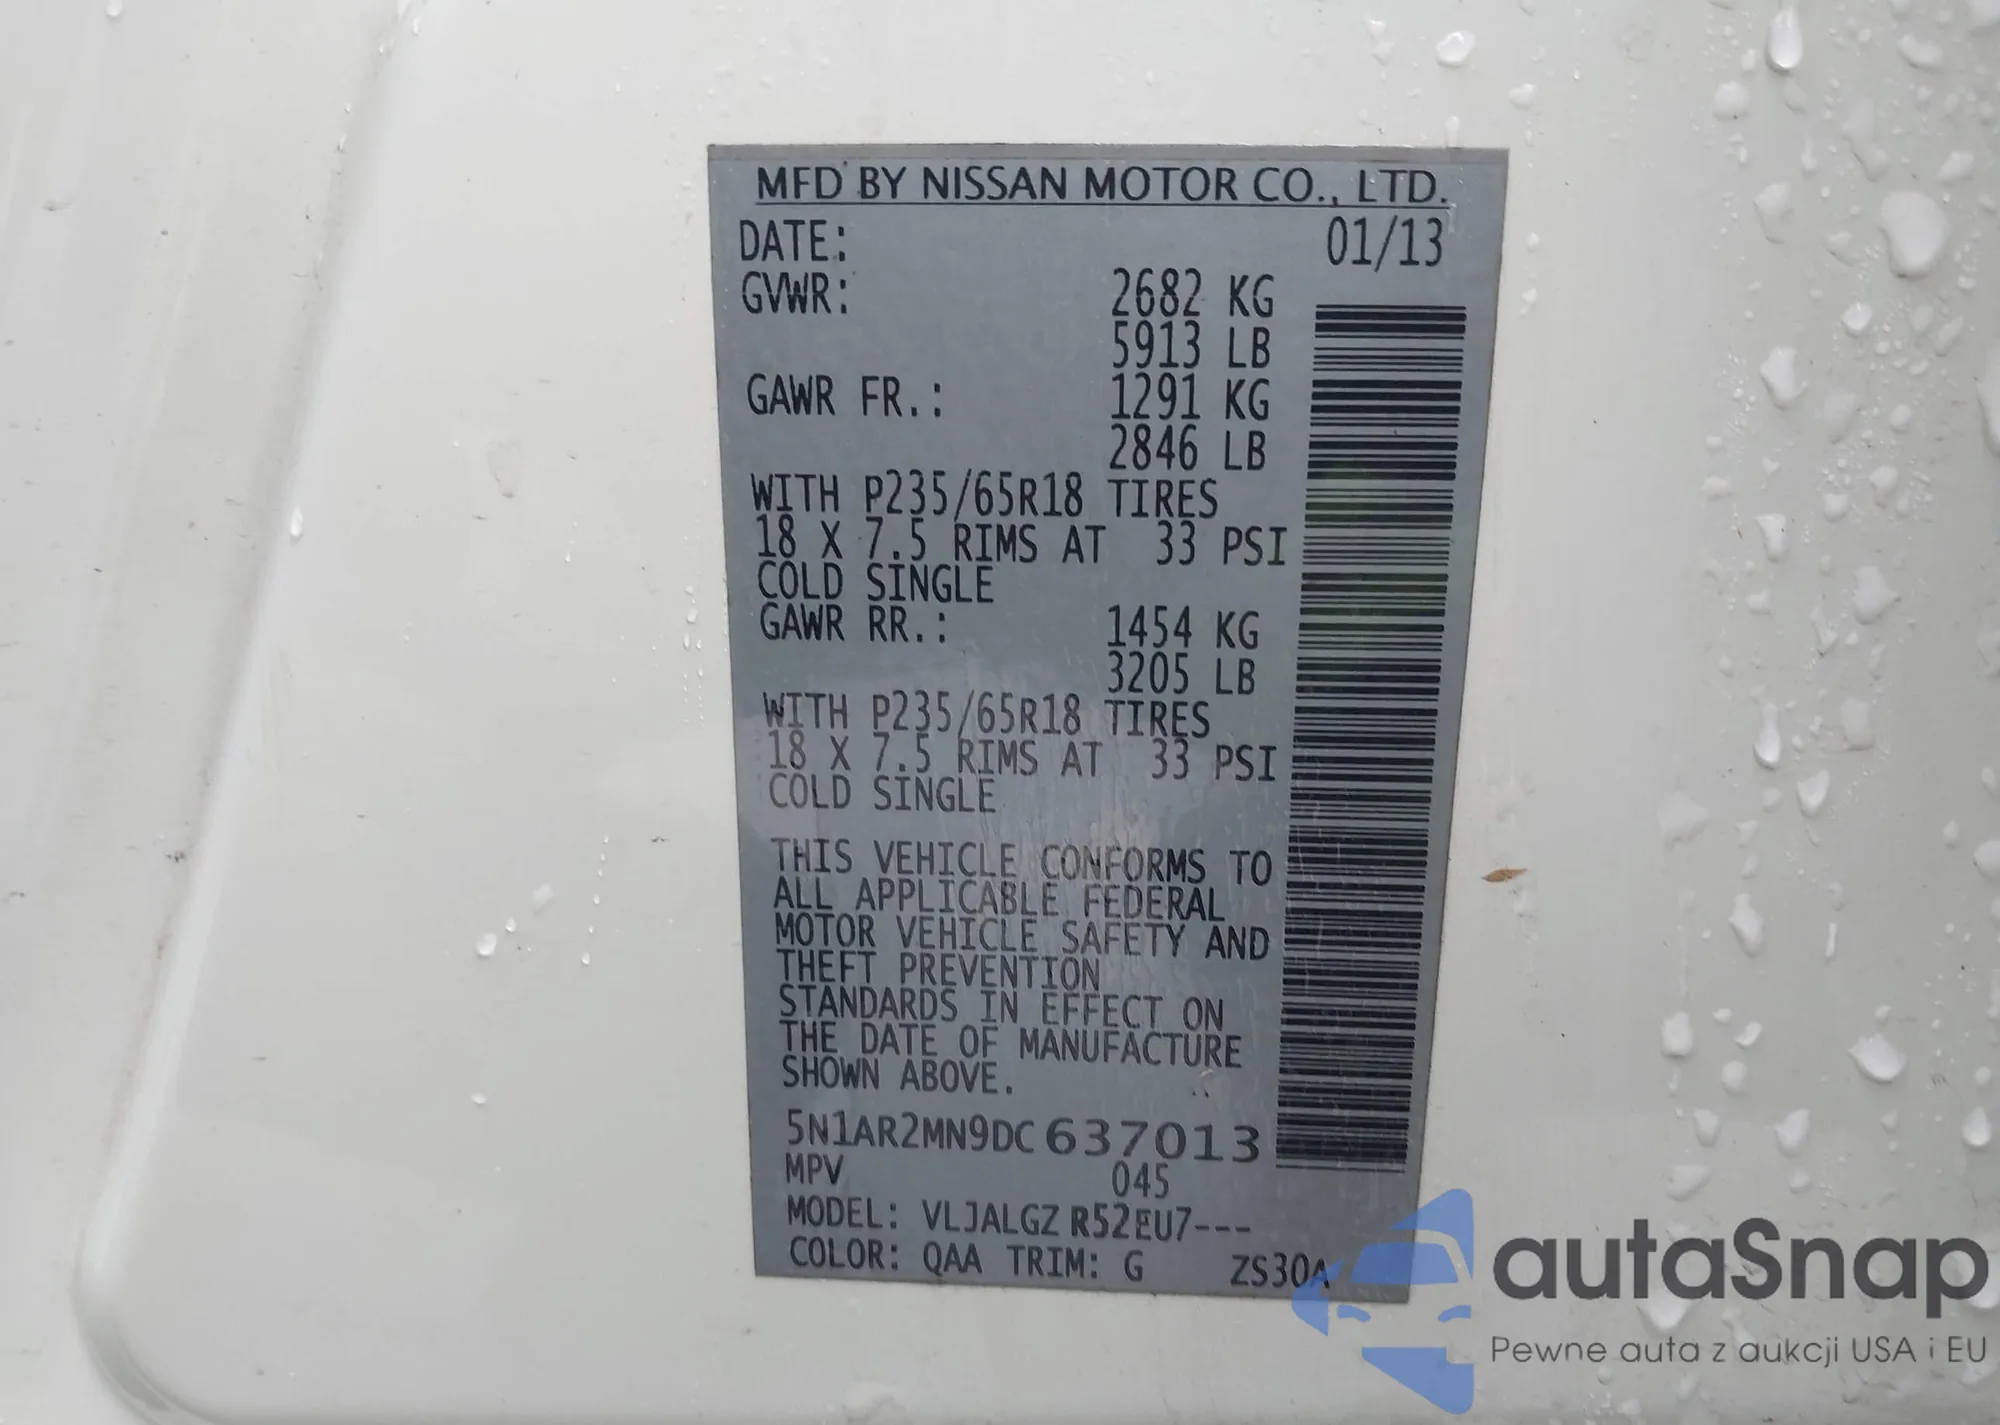 MFD BY NISSAN MOTOR CO., LTD.
DATE: 01/13
GVWR: 2682 KG
5913 LB
GAWR FR.: 1291 KG
2846 LB
WITH P235/65R18 TIRES
18 X 7.5 RIMS AT 33 PSI
COLD SINGLE
GAWR RR.: 1454 KG
3205 LB
WITH P235/65R18 TIRES
18 X 7.5 RIMS AT 33 PSI
COLD SINGLE
THIS VEHICLE CONFORMS TO
ALL APPLICABLE FEDERAL
MOTOR VEHICLE SAFETY AND
THEFT PREVENTION
STANDARDS IN EFFECT ON
THE DATE OF MANUFACTURE
SHOWN ABOVE.
5N1AR2MN9DC637013
MPV 045
MODEL: VLJALGZ R52EU7---
COLOR: QAA TRIM: G ZS30A
autaSnap
Pewne auta z aukcji USA i EU